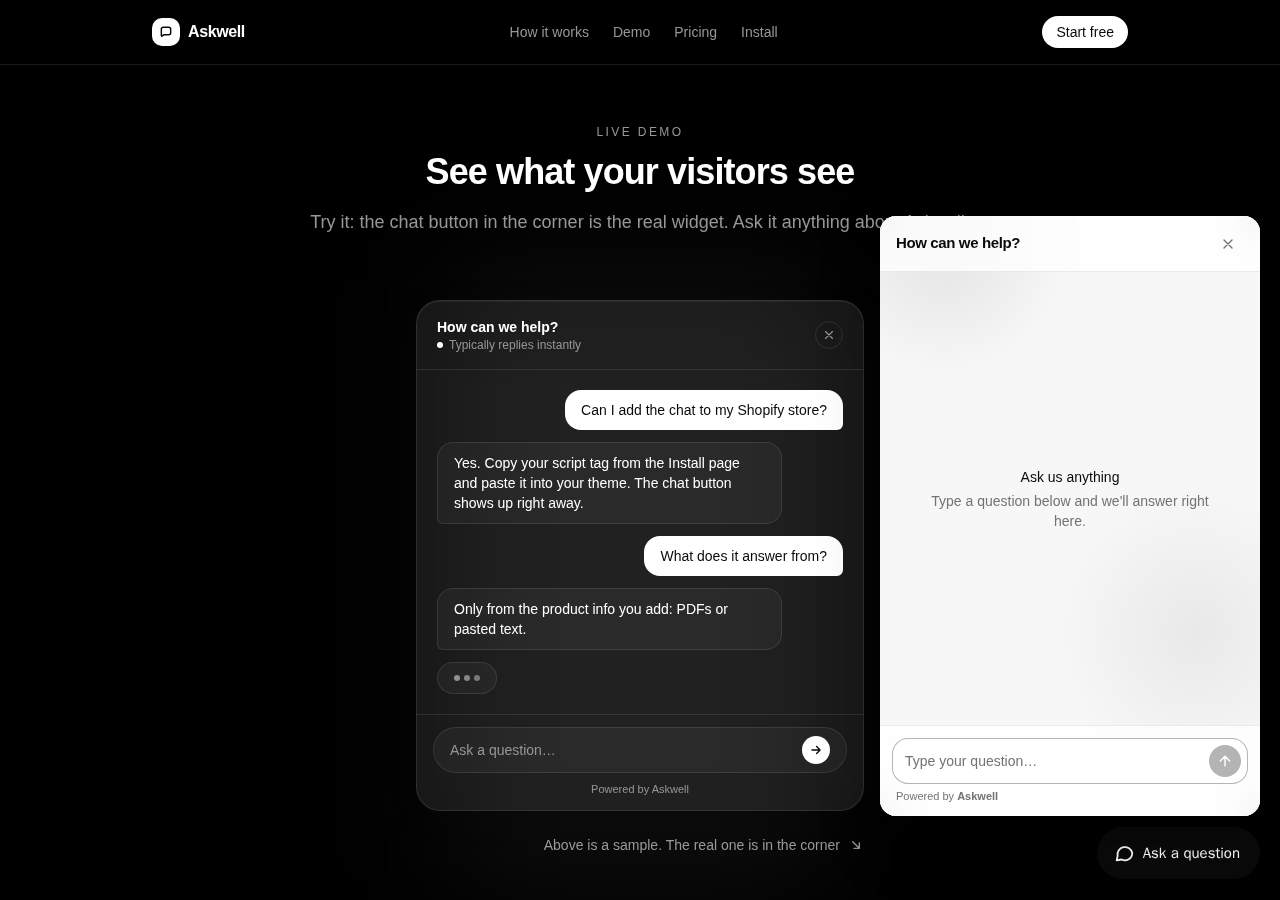 Askwell
How it works
Demo
Pricing
Install
Start free
LIVE DEMO
See what your visitors see
Try it: the chat button in the corner is the real widget. Ask it anything
How can we help?
Typically replies instantly
Can I add the chat to my Shopify store?
Yes. Copy your script tag from the Install page
and paste it into your theme. The chat button
shows up right away.
What does it answer from?
Only from the product info you add: PDFs or
pasted text.
Ask a question…
Powered by Askwell
Above is a sample. The real one is in the corner
How can we help?
Ask us anything
Type a question below and we'll answer right
here.
Type your question…
Powered by Askwell
Ask a question